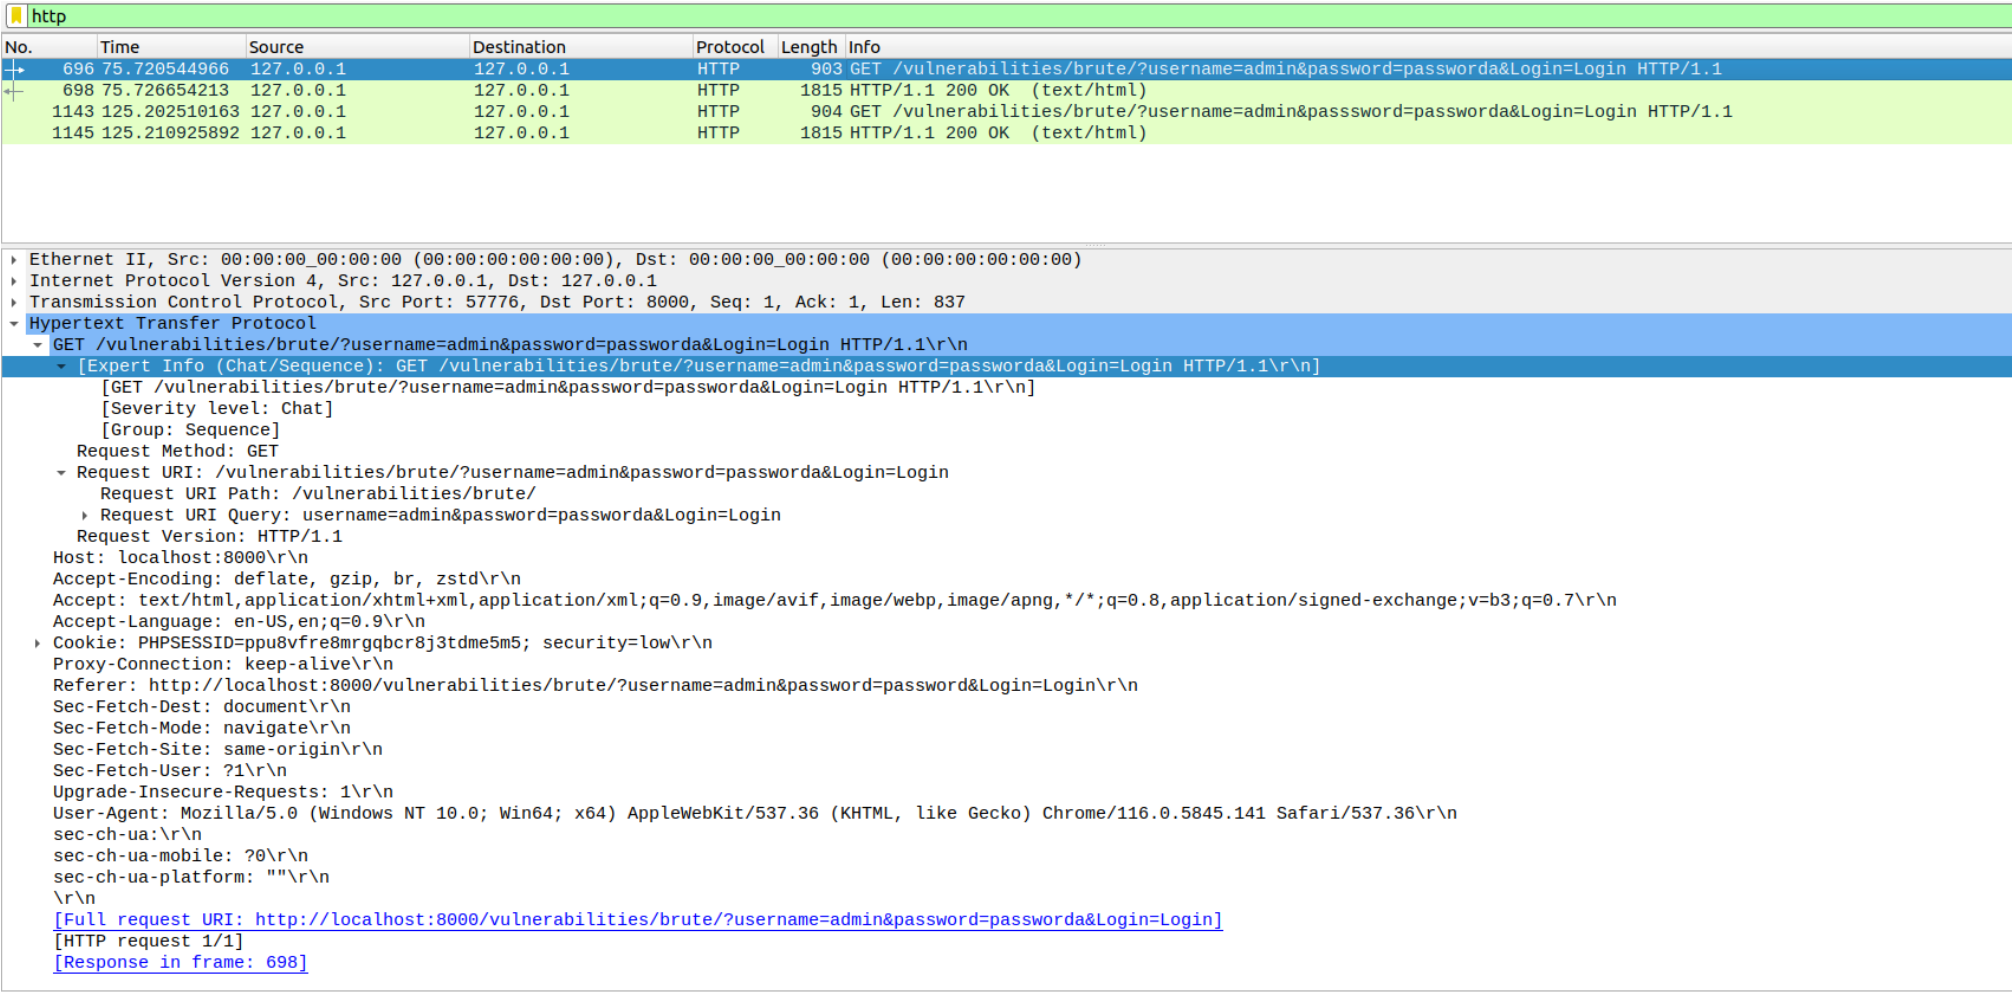 http
No. Time Source Destination Protocol Length Info
696 75.720544966 127.0.0.1 127.0.0.1 HTTP 903 GET /vulnerabilities/brute/?username=admin&password=passworda&Login=Login HTTP/1.1
698 75.726654213 127.0.0.1 127.0.0.1 HTTP 1815 HTTP/1.1 200 OK (text/html)
1143 125.202510163 127.0.0.1 127.0.0.1 HTTP 904 GET /vulnerabilities/brute/?username=admin&passsword=passworda&Login=Login HTTP/1.1
1145 125.210925892 127.0.0.1 127.0.0.1 HTTP 1815 HTTP/1.1 200 OK (text/html)
Ethernet II, Src: 00:00:00_00:00:00 (00:00:00:00:00:00), Dst: 00:00:00_00:00:00 (00:00:00:00:00:00)
Internet Protocol Version 4, Src: 127.0.0.1, Dst: 127.0.0.1
Transmission Control Protocol, Src Port: 57776, Dst Port: 8000, Seq: 1, Ack: 1, Len: 837
Hypertext Transfer Protocol
GET /vulnerabilities/brute/?username=admin&password=passworda&Login=Login HTTP/1.1\r\n
[Expert Info (Chat/Sequence): GET /vulnerabilities/brute/?username=admin&password=passworda&Login=Login HTTP/1.1\r\n]
[GET /vulnerabilities/brute/?username=admin&password=passworda&Login=Login HTTP/1.1\r\n]
[Severity level: Chat]
[Group: Sequence]
Request Method: GET
Request URI: /vulnerabilities/brute/?username=admin&password=passworda&Login=Login
Request URI Path: /vulnerabilities/brute/
Request URI Query: username=admin&password=passworda&Login=Login
Request Version: HTTP/1.1
Host: localhost:8000\r\n
Accept-Encoding: deflate, gzip, br, zstd\r\n
Accept: text/html,application/xhtml+xml,application/xml;q=0.9,image/avif,image/webp,image/apng,*/*;q=0.8,application/signed-exchange;v=b3;q=0.7\r\n
Accept-Language: en-US,en;q=0.9\r\n
Cookie: PHPSESSID=ppu8vfre8mrgqbcr8j3tdme5m5; security=low\r\n
Proxy-Connection: keep-alive\r\n
Referer: http://localhost:8000/vulnerabilities/brute/?username=admin&password=password&Login=Login\r\n
Sec-Fetch-Dest: document\r\n
Sec-Fetch-Mode: navigate\r\n
Sec-Fetch-Site: same-origin\r\n
Sec-Fetch-User: ?1\r\n
Upgrade-Insecure-Requests: 1\r\n
User-Agent: Mozilla/5.0 (Windows NT 10.0; Win64; x64) AppleWebKit/537.36 (KHTML, like Gecko) Chrome/116.0.5845.141 Safari/537.36\r\n
sec-ch-ua:\r\n
sec-ch-ua-mobile: ?0\r\n
sec-ch-ua-platform: ""\r\n
\r\n
[Full request URI: http://localhost:8000/vulnerabilities/brute/?username=admin&password=passworda&Login=Login]
[HTTP request 1/1]
[Response in frame: 698]